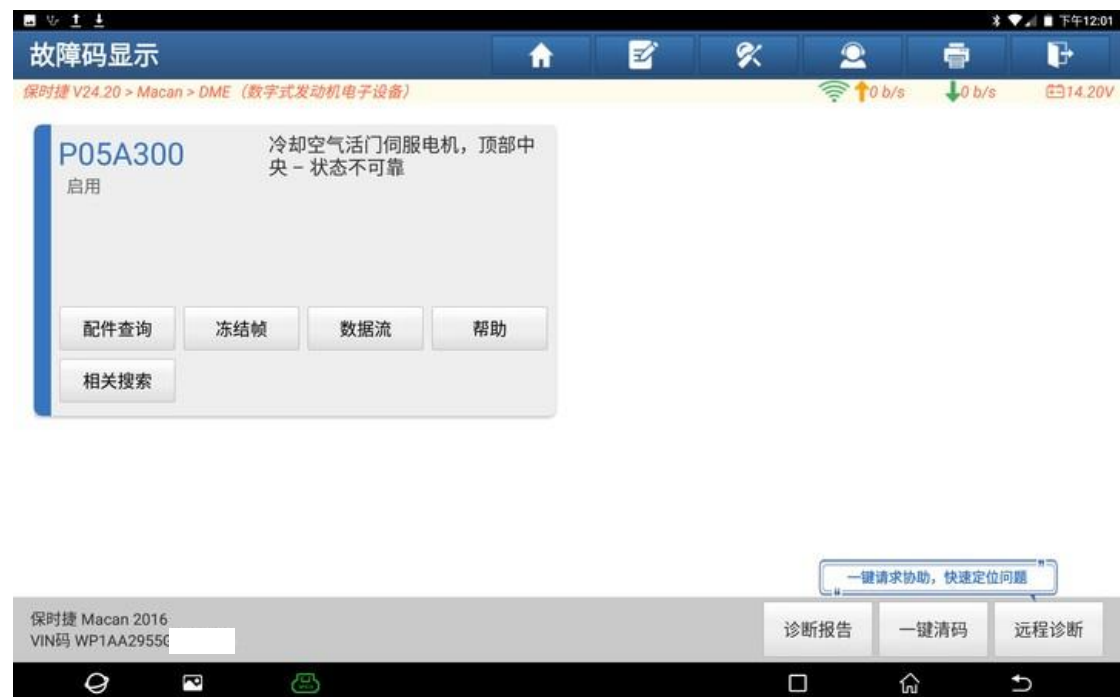 下午12:01
故障码显示
保时捷 V24.20 > Macan > DME（数字式发动机电子设备）
0 b/s
0 b/s
14.20V
P05A300
启用
冷却空气活门伺服电机，顶部中
央 – 状态不可靠
配件查询
冻结帧
数据流
帮助
相关搜索
一键请求协助，快速定位问题
保时捷 Macan 2016
VIN码 WP1AA2955G
诊断报告
一键清码
远程诊断